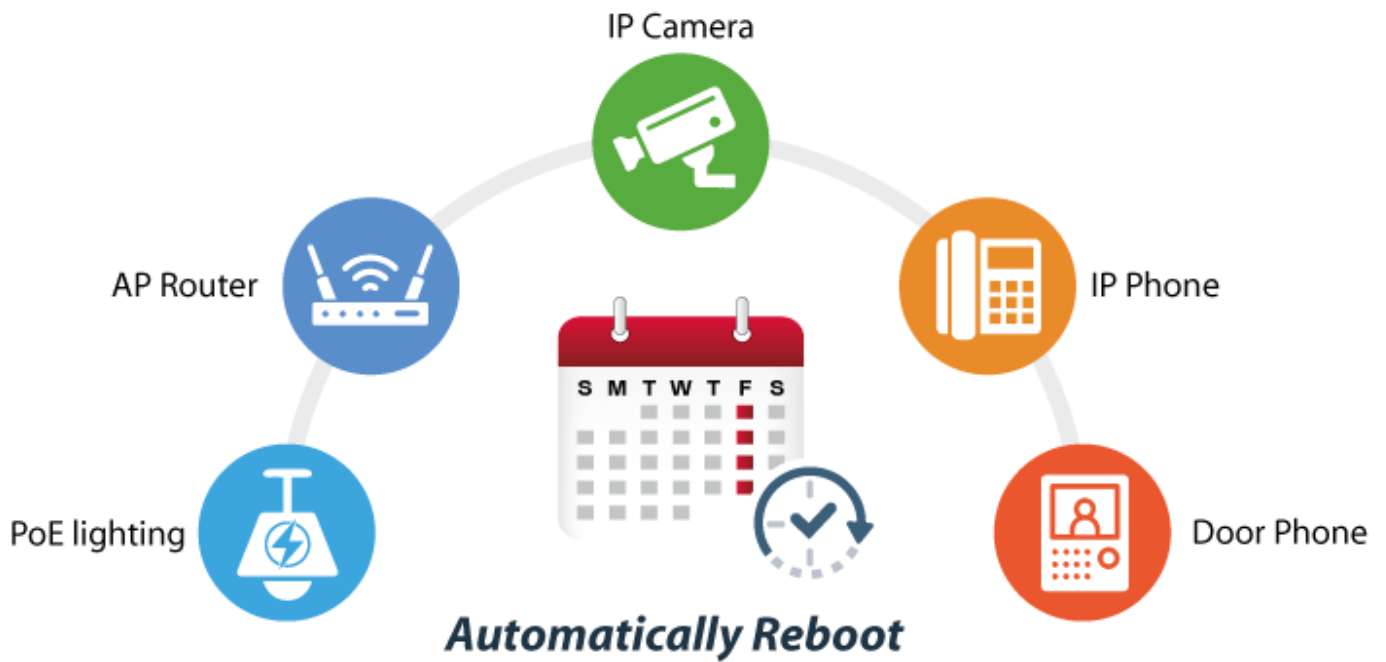 IP Camera
AP Router
IP Phone
S M T W T F S
PoE lighting
Door Phone
Automatically Reboot